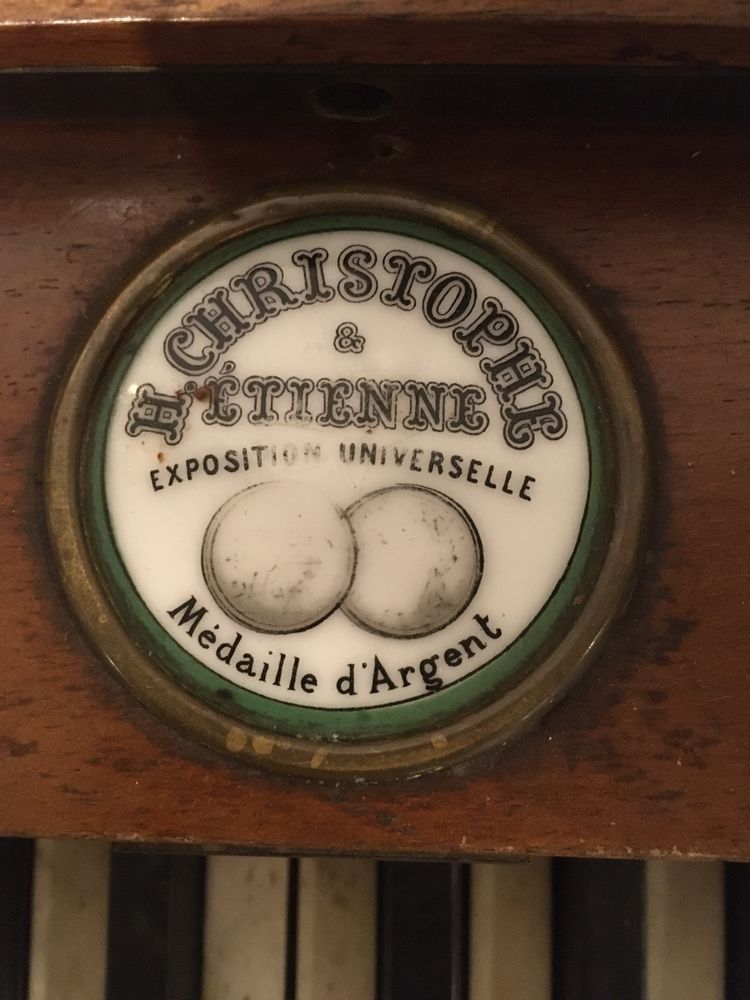 CHRISTOPHE
&
H. ÉTIENNE
EXPOSITION UNIVERSELLE
Médaille d'Argent